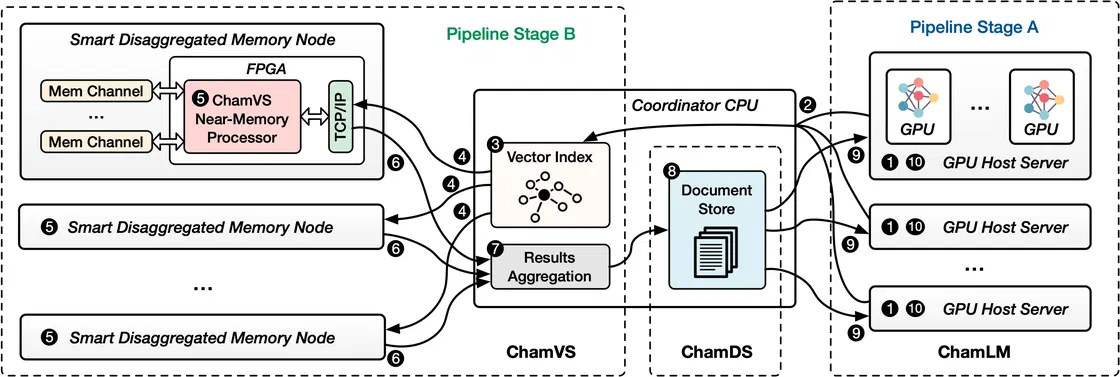 Pipeline Stage B
Smart Disaggregated Memory Node
FPGA
Mem Channel
...
Mem Channel
5 ChamVS
Near-Memory
Processor
TCP/IP
6
4
4
4
5 Smart Disaggregated Memory Node
6
...
5 Smart Disaggregated Memory Node
6
Coordinator CPU
3
Vector Index
7
Results
Aggregation
8
Document
Store
ChamVS
ChamDS
Pipeline Stage A
2
GPU
...
GPU
9
1 10 GPU Host Server
9
1 10 GPU Host Server
...
9
1 10 GPU Host Server
ChamLM